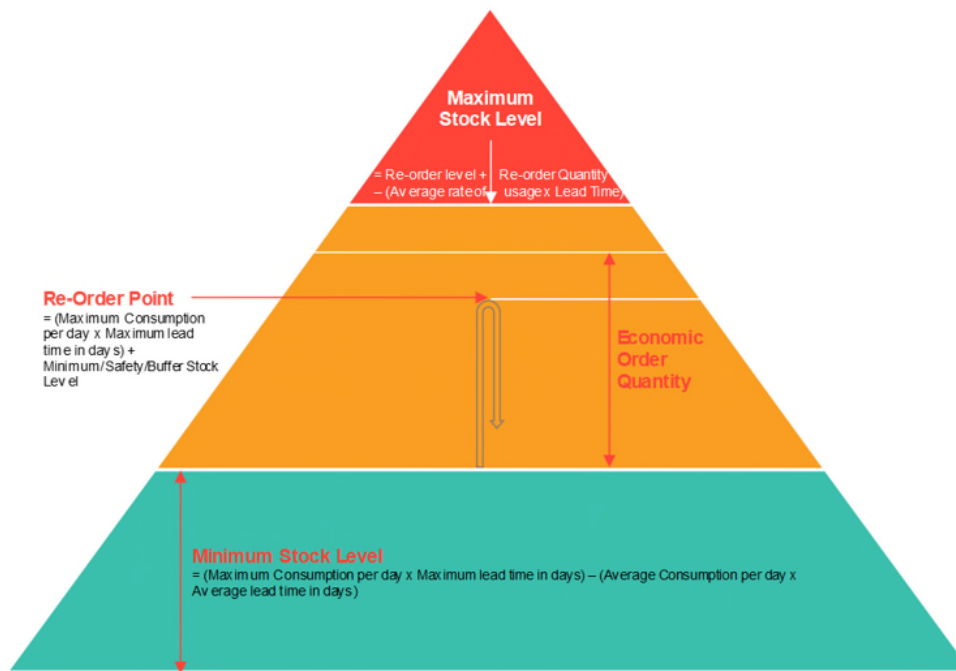 Maximum
Stock Level
= Re-order level + Re-order Quantity
– (Average rate of usage x Lead Time)
Re-Order Point
= (Maximum Consumption
per day x Maximum lead
time in days) +
Minimum/Safety/Buffer Stock
Level
Economic
Order
Quantity
Minimum Stock Level
= (Maximum Consumption per day x Maximum lead time in days) – (Average Consumption per day x
Average lead time in days)